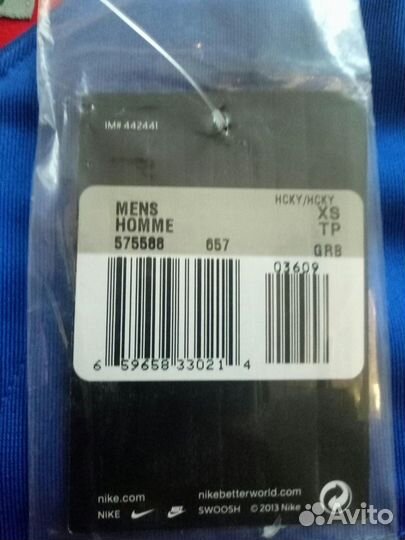 IM# 442441
HCKY/HCKY
MENS XS
HOMME TP
575588 657 GRB
03609
6 59658 33021 4
nike.com nikebetterworld.com
NIKE SWOOSH © 2013 Nike
Avito